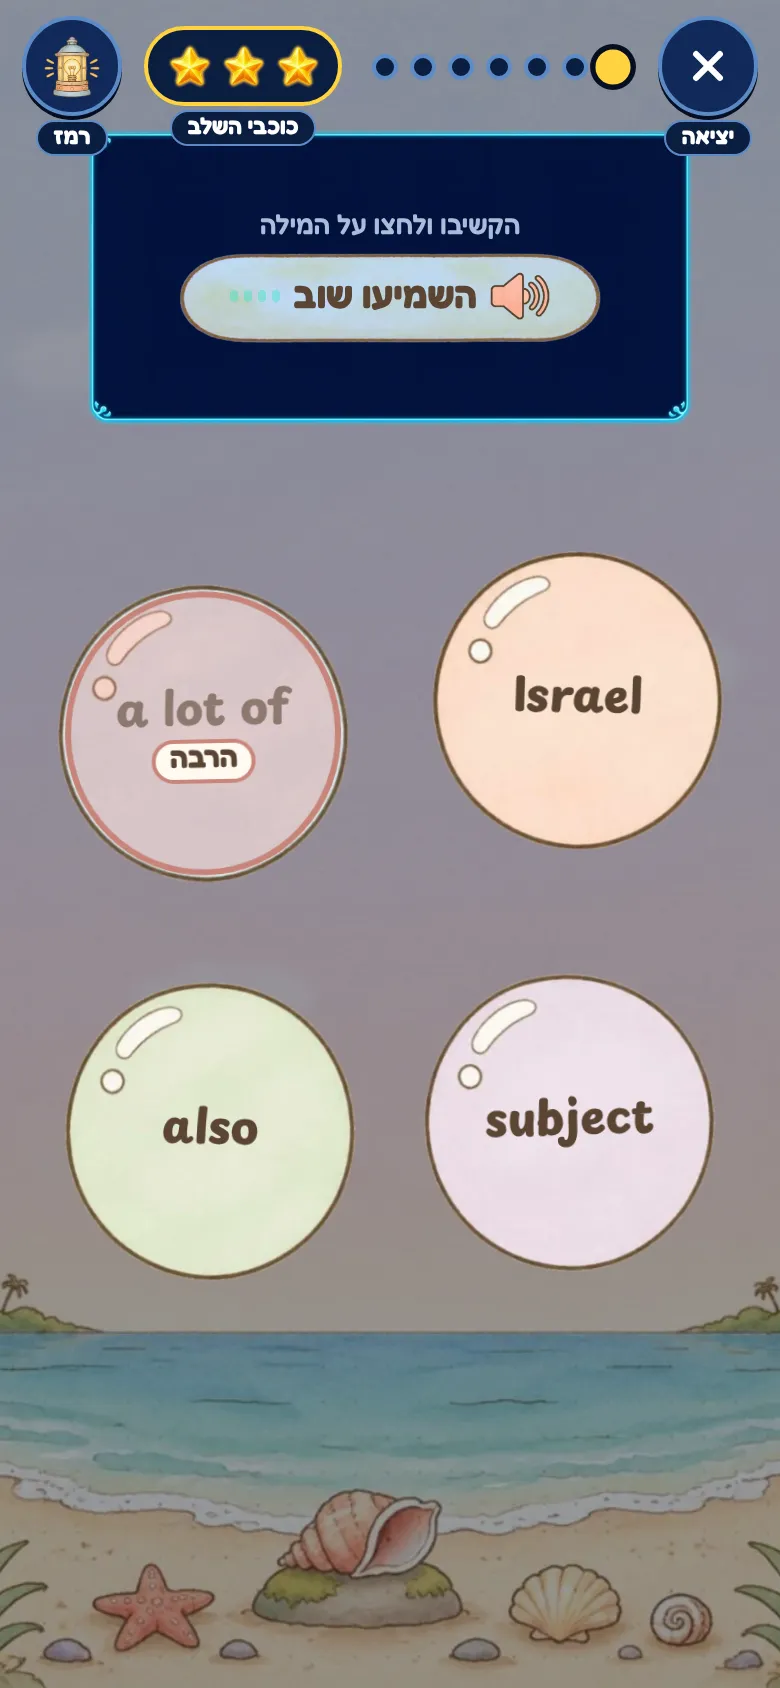 רמז
כוכבי השלב
יציאה
הקשיבו ולחצו על המילה
השמיעו שוב
a lot of
הרבה
Israel
also
subject